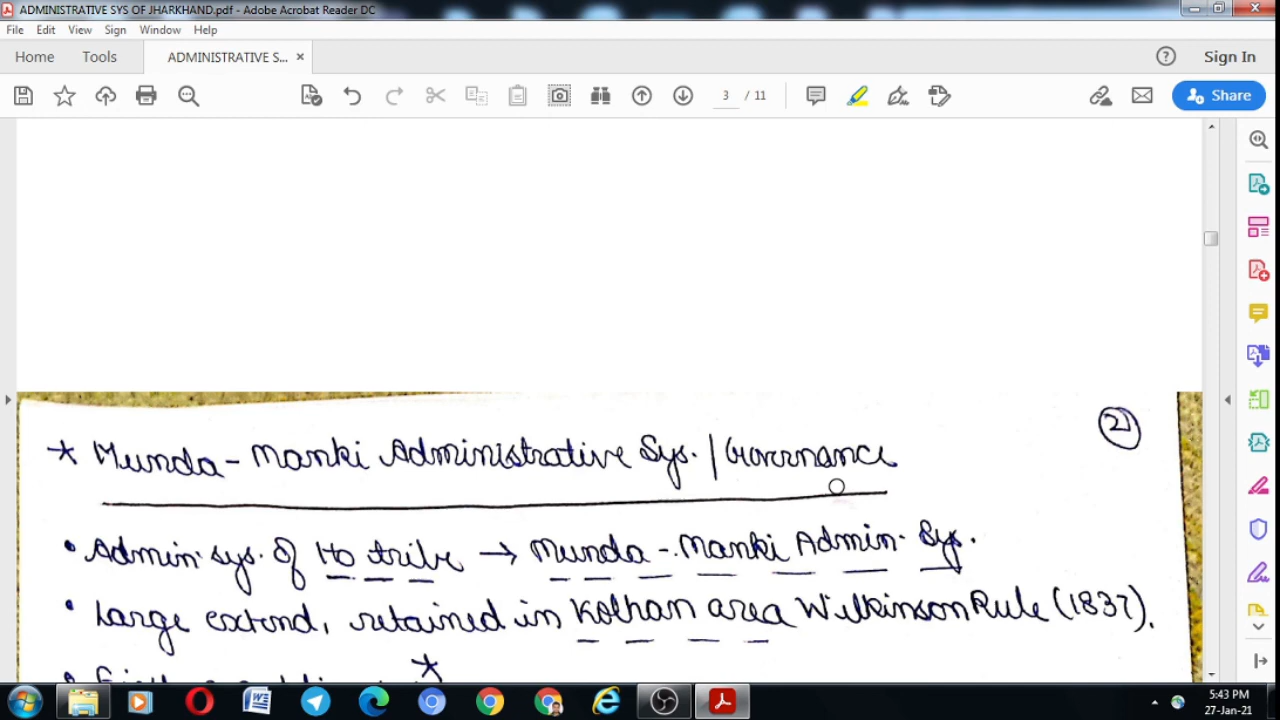 ADMINISTRATIVE SYS OF JHARKHAND.pdf - Adobe Acrobat Reader DC
File Edit View Sign Window Help
Home Tools ADMINISTRATIVE S... × Sign In
3 / 11 Share
2
* Munda-Manki Administrative Sys. / Governance
• Admin. sys. of Ho tribe → Munda-Manki Admin. Sys.
• Large extend, retained in Kolhan area Wilkinson Rule (1837).
5:43 PM
27-Jan-21